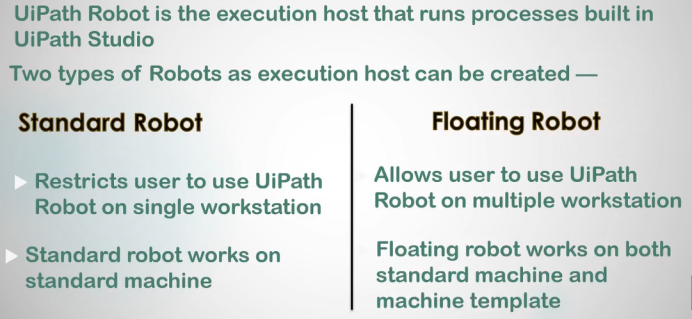 UiPath Robot is the execution host that runs processes built in
UiPath Studio
Two types of Robots as execution host can be created —
Standard Robot
Restricts user to use UiPath
Robot on single workstation
Standard robot works on
standard machine
Floating Robot
Allows user to use UiPath
Robot on multiple workstation
Floating robot works on both
standard machine and
machine template